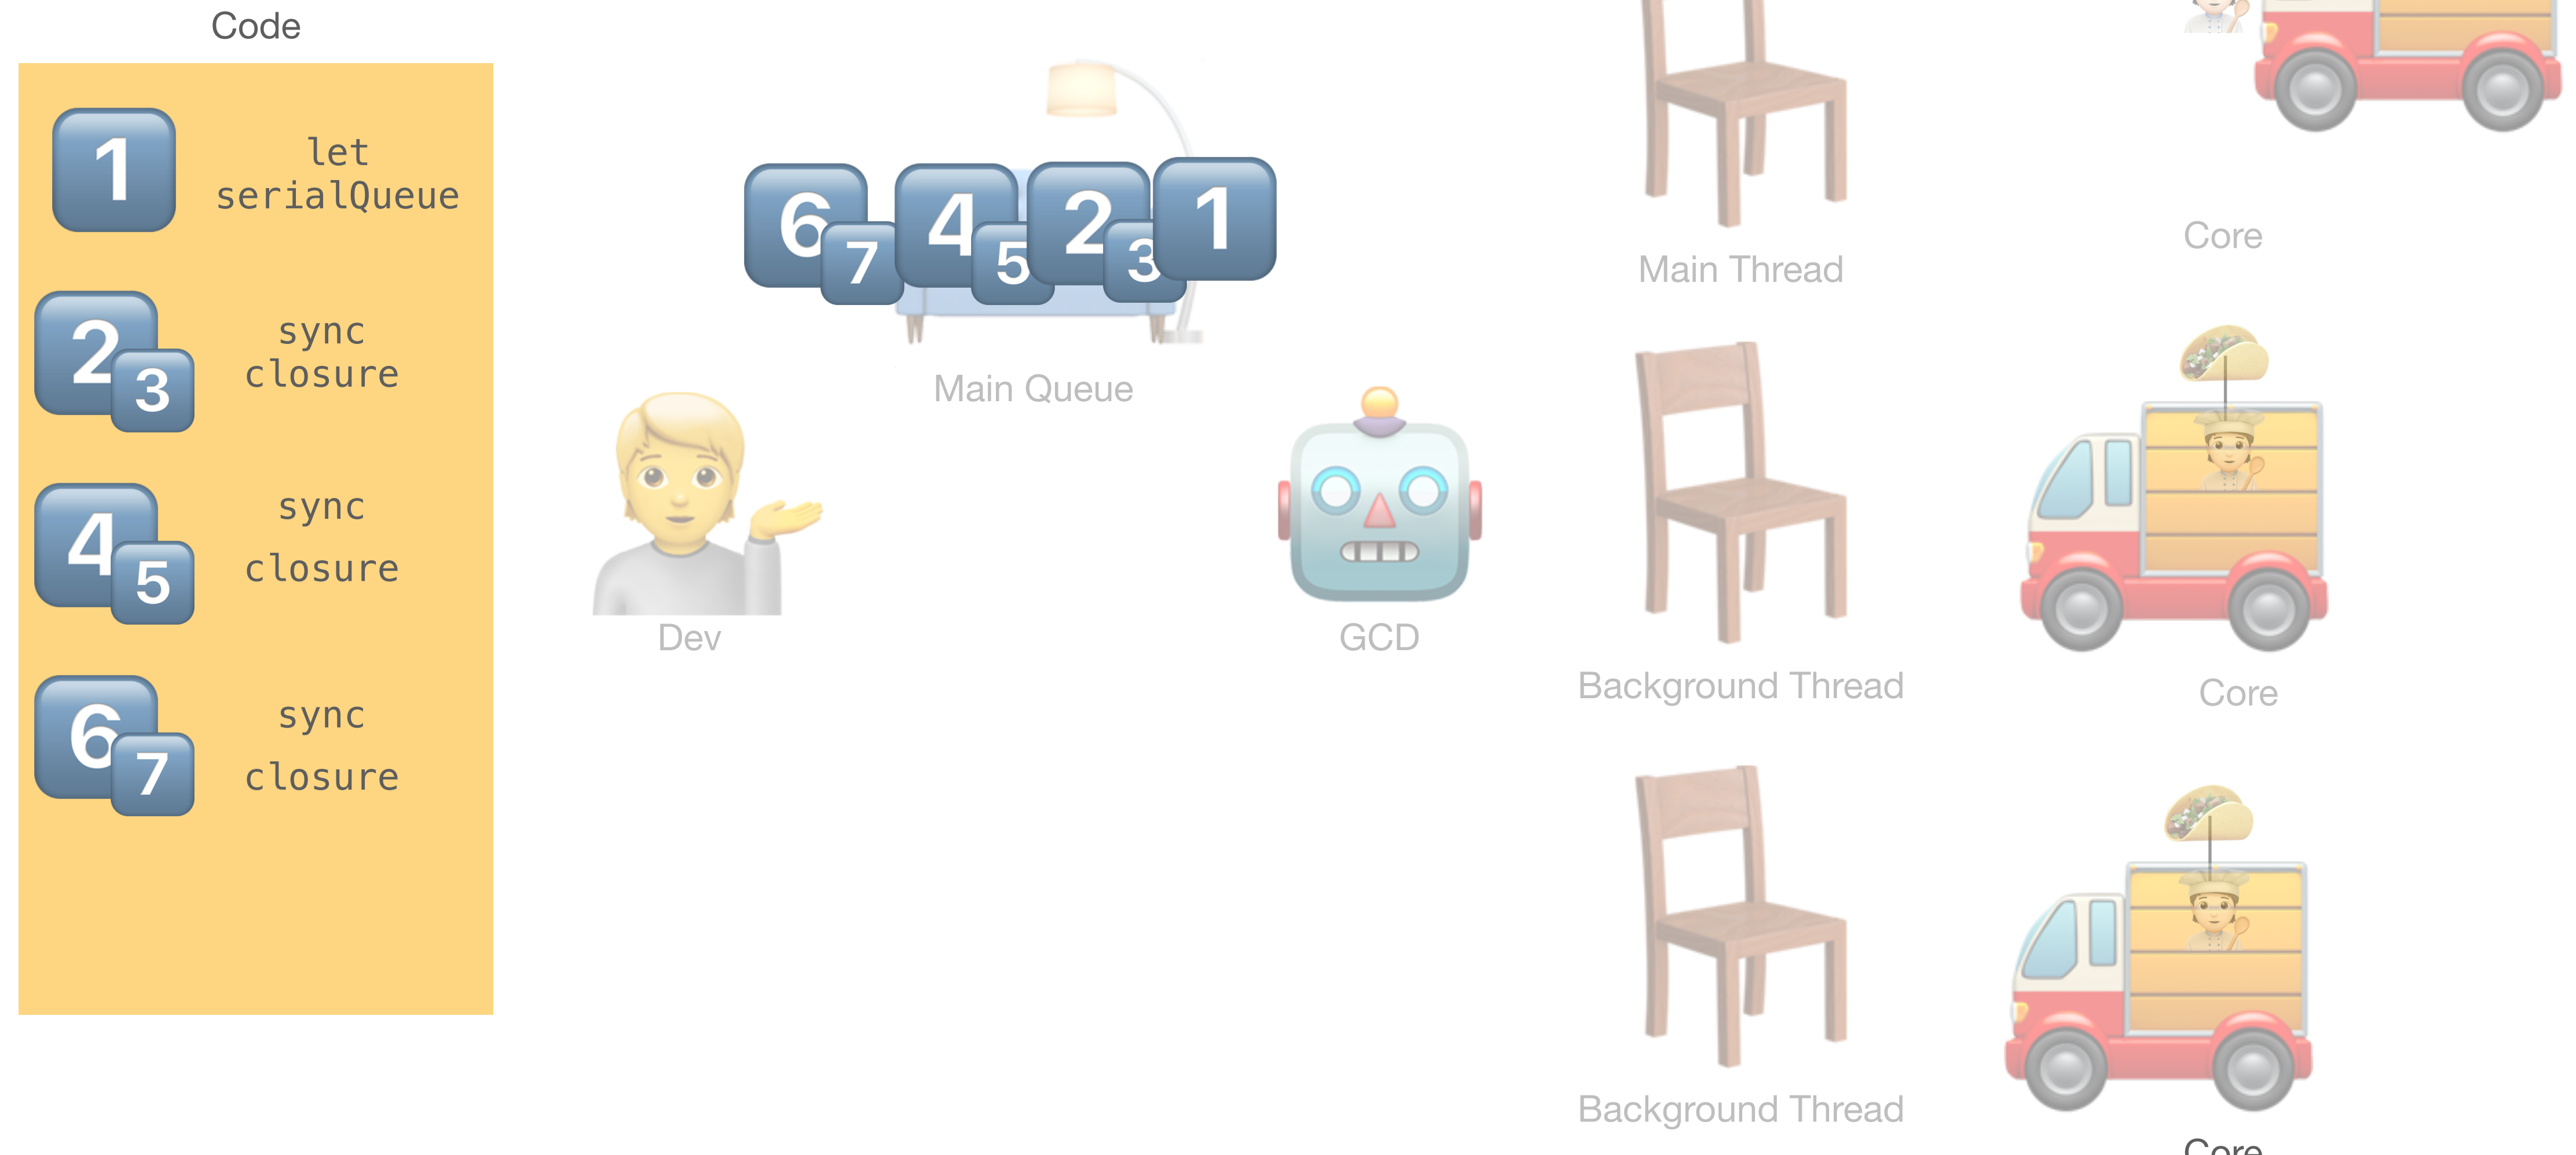 Code
1
let
serialQueue
2
3
sync
closure
4
5
sync
closure
6
7
sync
closure
6
7
4
5
2
3
1
Main Queue
Dev
GCD
Main Thread
Background Thread
Background Thread
Core
Core
Core